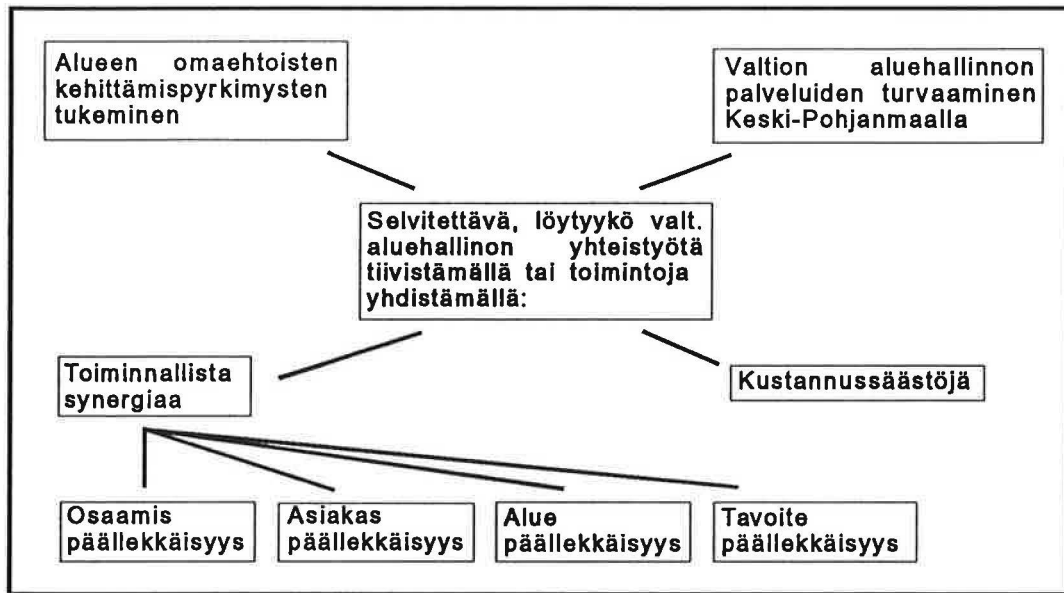 Alueen omaehtoisten
kehittämispyrkimysten
tukeminen
Valtion aluehallinnon
palveluiden turvaaminen
Keski-Pohjanmaalla
Selvitettävä, löytyykö valt.
aluehallinon yhteistyötä
tiivistämällä tai toimintoja
yhdistämällä:
Toiminnallista
synergiaa
Kustannussäästöjä
Osaamis
päällekkäisyys
Asiakas
päällekkäisyys
Alue
päällekkäisyys
Tavoite
päällekkäisyys